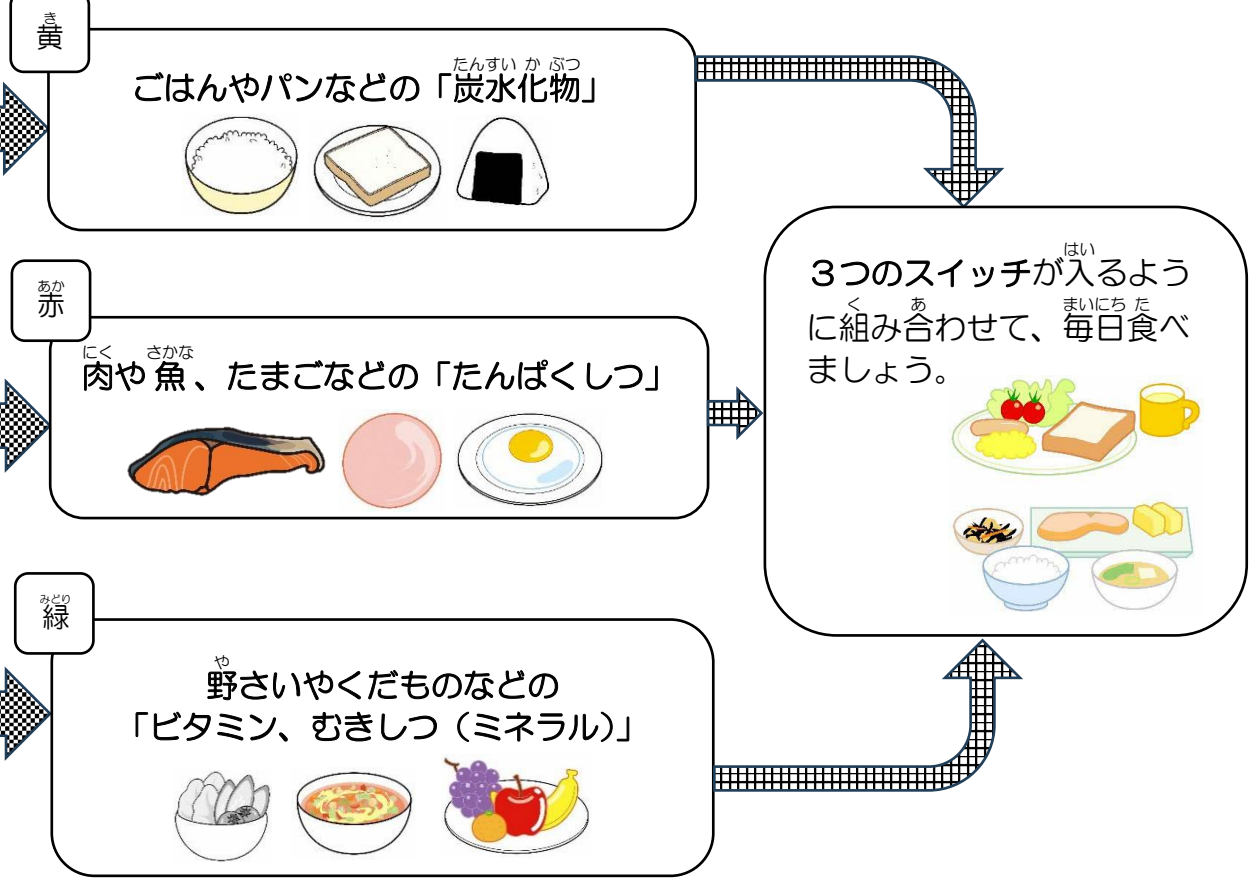 黄
ごはんやパンなどの「炭水化物」
赤
肉や魚、たまごなどの「たんぱくしつ」
緑
野さいやくだものなどの
「ビタミン、むきしつ（ミネラル）」
３つのスイッチが入るよう
に組み合わせて、毎日食べ
ましょう。